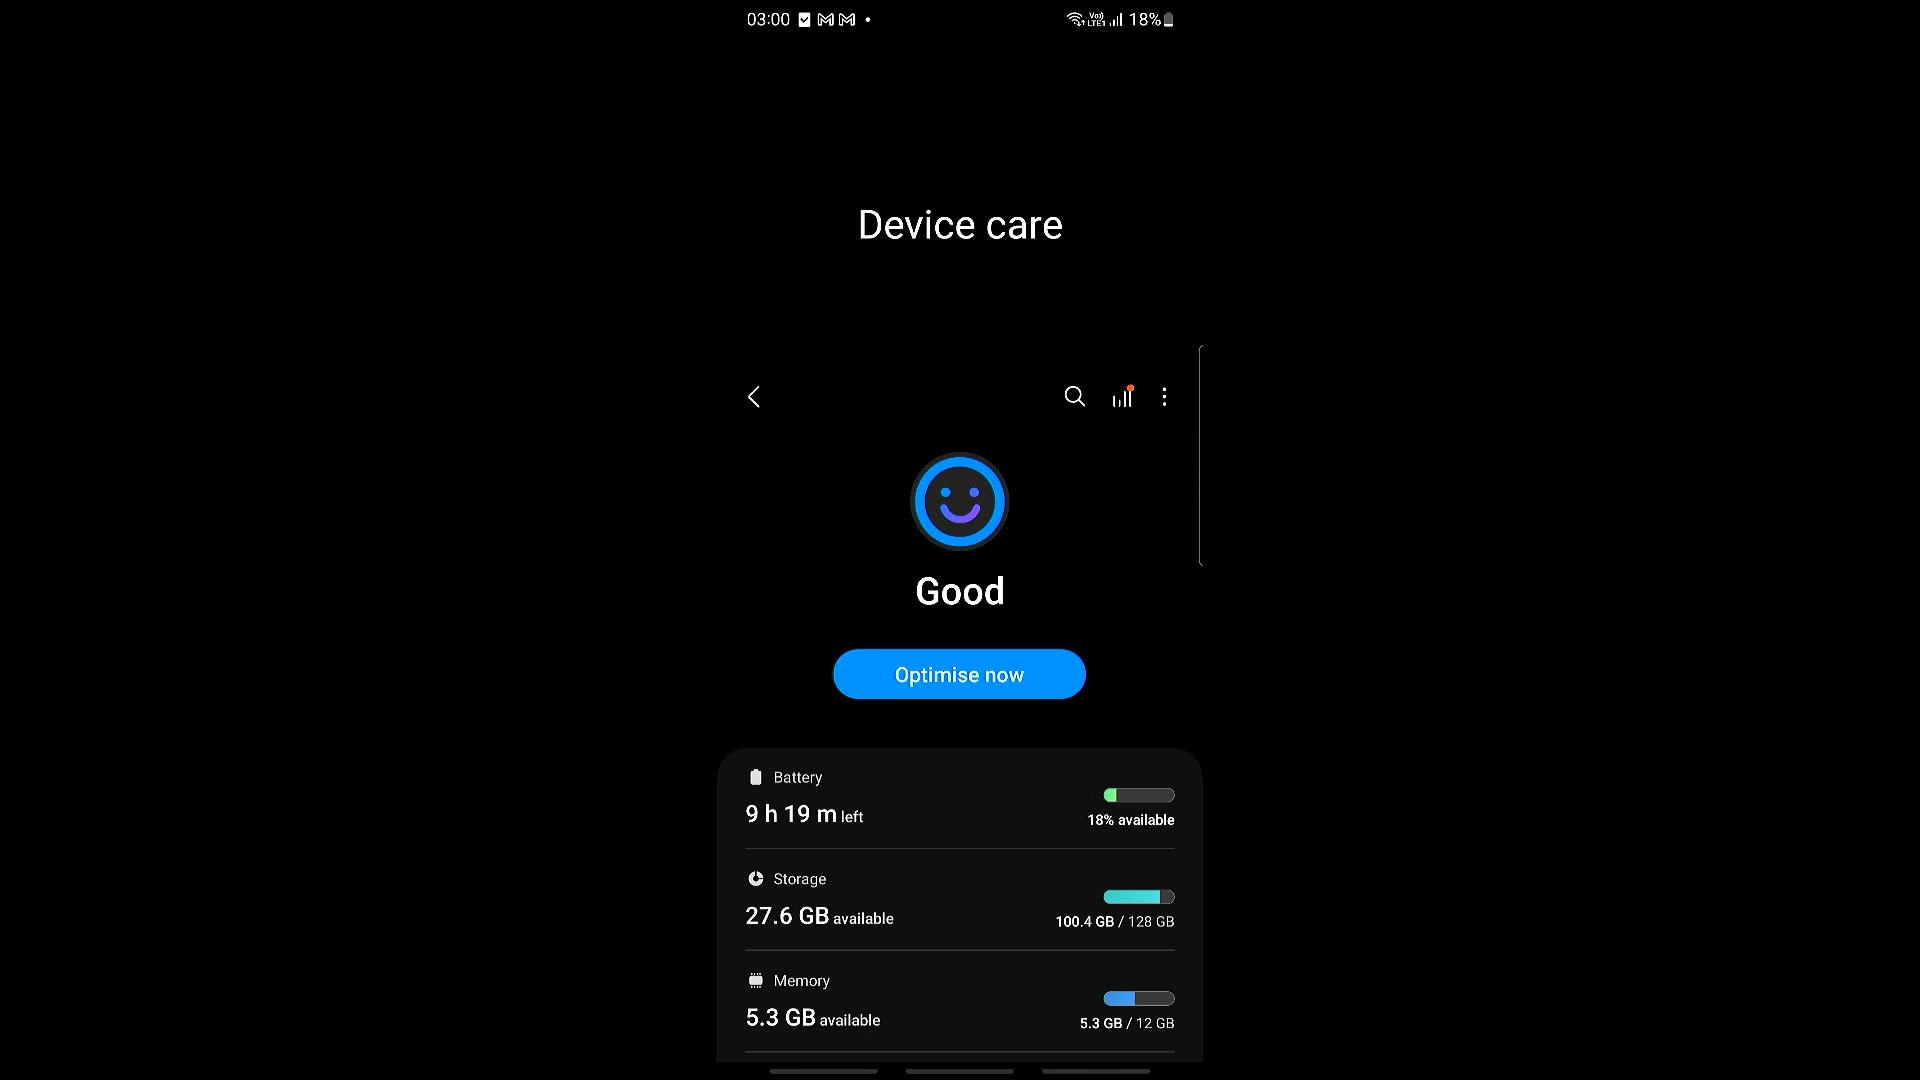 03:00 18%
Device care
Good
Optimise now
Battery
9 h 19 m left
18% available
Storage
27.6 GB available
100.4 GB / 128 GB
Memory
5.3 GB available
5.3 GB / 12 GB